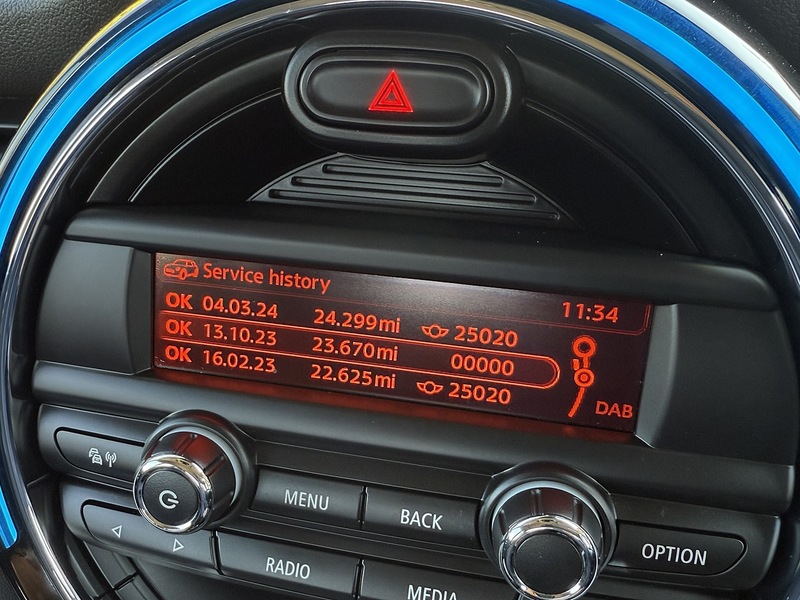 Service history 11:34
OK 04.03.24 24.299mi 25020
OK 13.10.23 23.670mi 00000
OK 16.02.23 22.625mi 25020
DAB
MENU
BACK
OPTION
RADIO
MEDIA